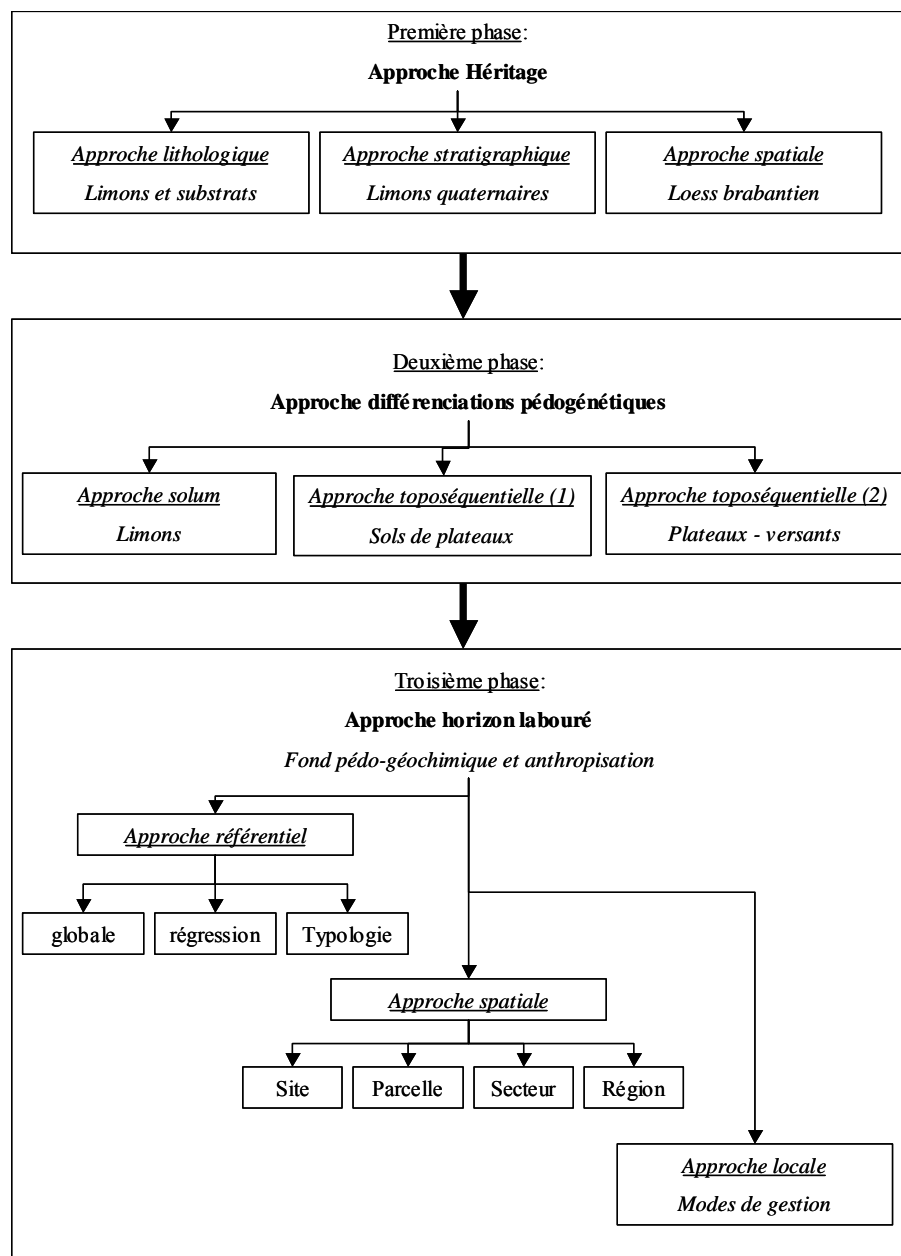 Première phase:
Approche Héritage
Approche lithologique
Limons et substrats
Approche stratigraphique
Limons quaternaires
Approche spatiale
Loess brabantien
Deuxième phase:
Approche différenciations pédogénétiques
Approche solum
Limons
Approche toposéquentielle (1)
Sols de plateaux
Approche toposéquentielle (2)
Plateaux - versants
Troisième phase:
Approche horizon labouré
Fond pédo-géochimique et anthropisation
Approche référentiel
globale
régression
Typologie
Approche spatiale
Site
Parcelle
Secteur
Région
Approche locale
Modes de gestion